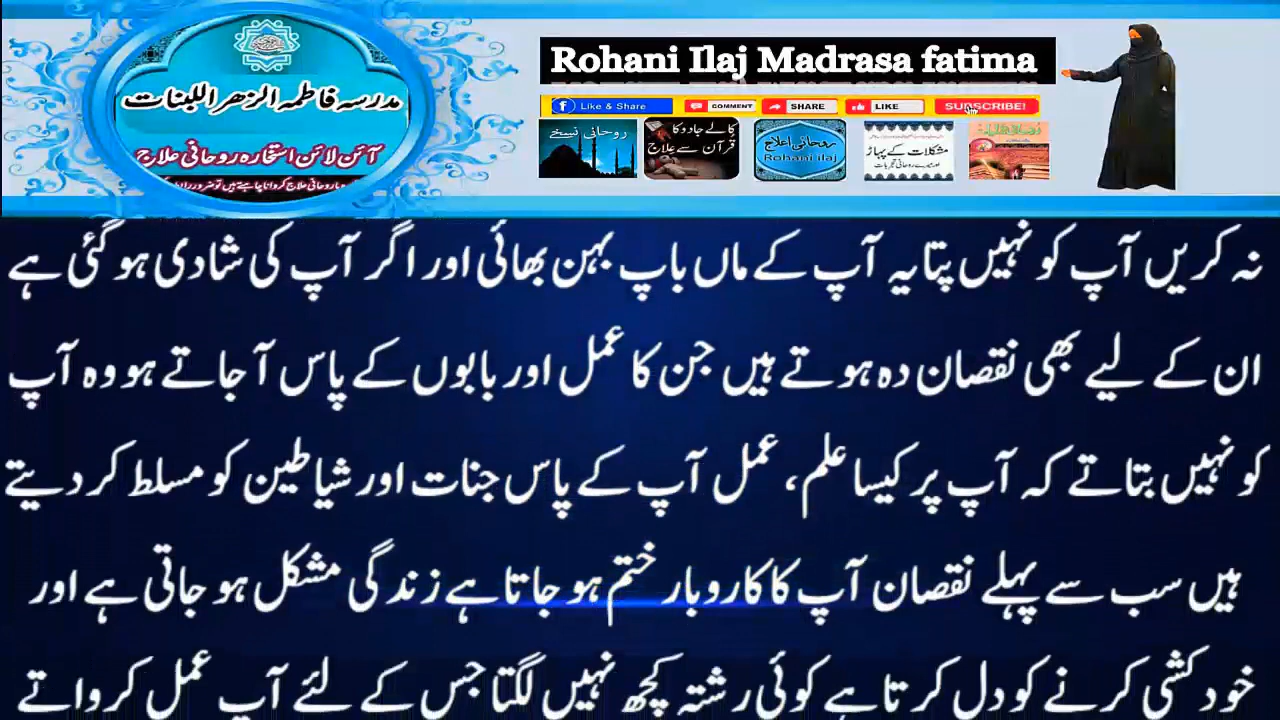 مدرسہ فاطمہ الزھرا للبنات
آئن لائن استخارہ روحانی علاج
Rohani Ilaj Madrasa fatima
Like & Share
COMMENT
SHARE
LIKE
SUBSCRIBE!
روحانی نسخے
کالے جادو کا
قرآن سے علاج
روحانی علاج
Rohani Ilaj
مشکلات کے پہاڑ
نہ کریں آپ کو نہیں پتا یہ آپ کے ماں باپ بہن بھائی اور اگر آپ کی شادی ہو گئی ہے
ان کے لیے بھی نقصان دہ ہوتے ہیں جن کا عمل اور بابوں کے پاس آ جاتے ہو وہ آپ
کو نہیں بتاتے کہ آپ پر کیسا علم، عمل آپ کے پاس جنات اور شیاطین کو مسلط کر دیتے
ہیں سب سے پہلے نقصان آپ کا کاروبار ختم ہو جاتا ہے زندگی مشکل ہو جاتی ہے اور
خودکشی کرنے کو دل کرتا ہے کوئی رشتہ کچھ نہیں لگتا جس کے لئے آپ عمل کرواتے